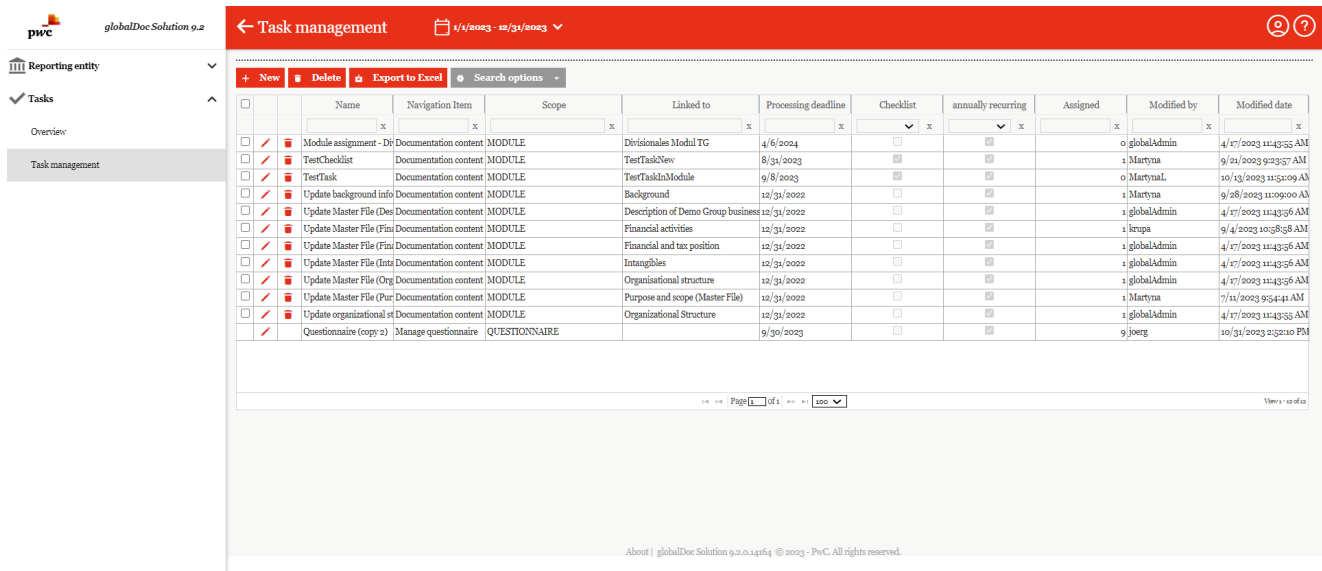 pwc
globalDoc Solution 9.2
Task management
1/1/2023 - 12/31/2023
?
Reporting entity
Tasks
Overview
Task management
+ New Delete Export to Excel Search options
Name Navigation Item Scope Linked to Processing deadline Checklist annually recurring Assigned Modified by Modified date
x x x x x x x x x x
Module assignment - Di Documentation content MODULE Divisionales Modul TG 4/6/2024 0 globalAdmin 4/17/2023 11:43:55 AM
TestChecklist Documentation content MODULE TestTaskNew 8/31/2023 1 Martyna 9/21/2023 9:23:57 AM
TestTask Documentation content MODULE TestTaskInModule 9/8/2023 0 MartynaL 10/13/2023 11:51:09 AM
Update background info Documentation content MODULE Background 12/31/2022 1 Martyna 9/28/2023 11:09:00 AM
Update Master File (Des Documentation content MODULE Description of Demo Group business 12/31/2022 1 globalAdmin 4/17/2023 11:43:56 AM
Update Master File (Fina Documentation content MODULE Financial activities 12/31/2022 1 krupa 9/4/2023 10:58:58 AM
Update Master File (Fina Documentation content MODULE Financial and tax position 12/31/2022 1 globalAdmin 4/17/2023 11:43:56 AM
Update Master File (Inta Documentation content MODULE Intangibles 12/31/2022 1 globalAdmin 4/17/2023 11:43:56 AM
Update Master File (Org Documentation content MODULE Organisational structure 12/31/2022 1 globalAdmin 4/17/2023 11:43:56 AM
Update Master File (Pur Documentation content MODULE Purpose and scope (Master File) 12/31/2022 1 Martyna 7/11/2023 9:54:41 AM
Update organizational st Documentation content MODULE Organizational Structure 12/31/2022 1 globalAdmin 4/17/2023 11:43:55 AM
Questionnaire (copy 2) Manage questionnaire QUESTIONNAIRE 9/30/2023 9 joerg 10/31/2023 2:52:10 PM
Page 1 of 1 100 View 1 - 12 of 12
About | globalDoc Solution 9.2.0.14164 © 2023 - PwC. All rights reserved.